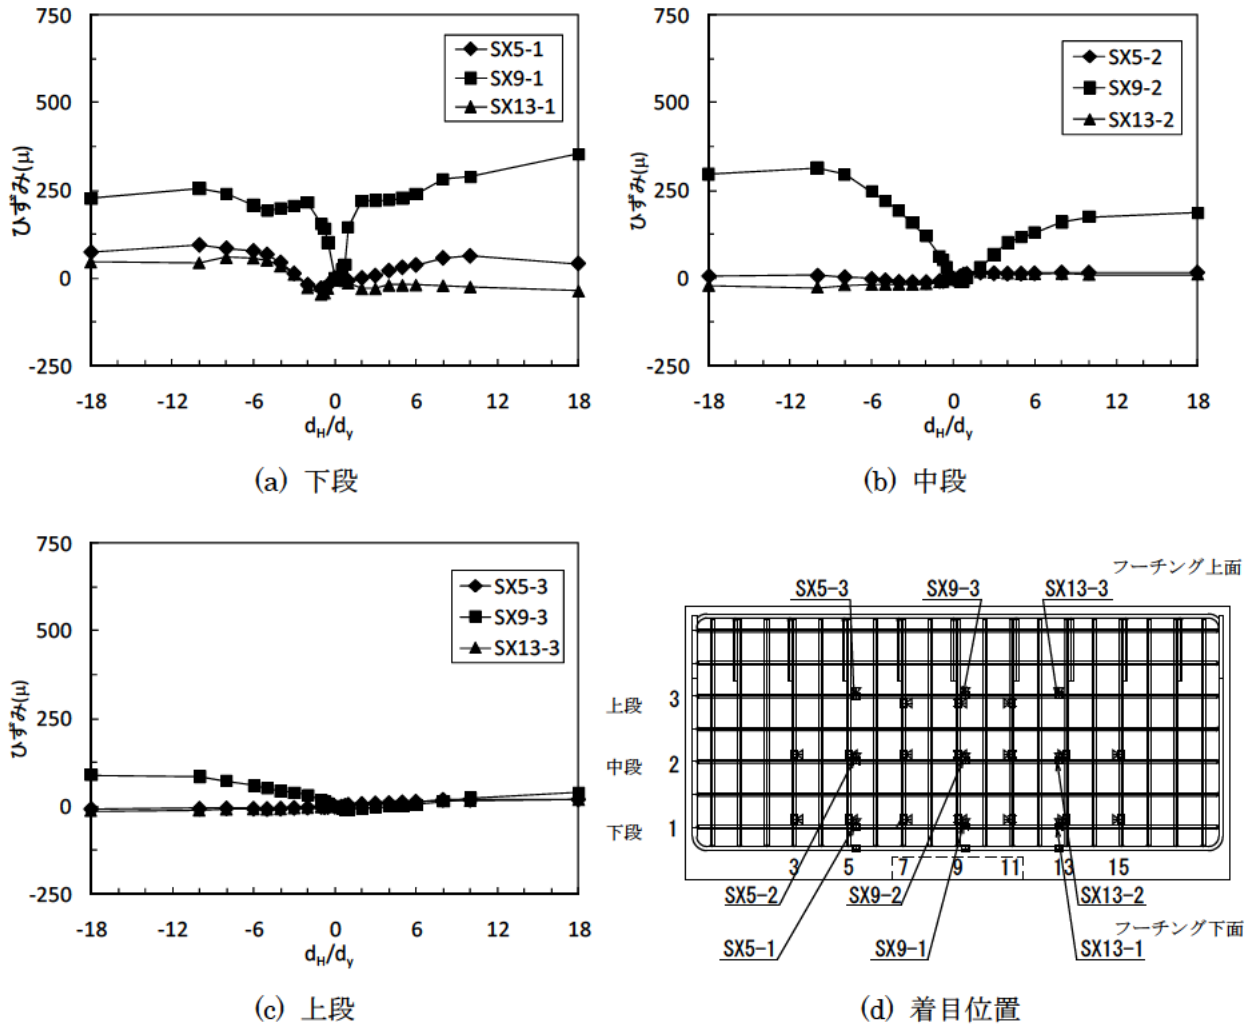 750
500
250
0
-250
ひずみ(μ)
SX5-1
SX9-1
SX13-1
-18 -12 -6 0 6 12 18
dH/dy
(a) 下段
750
500
250
0
-250
ひずみ(μ)
SX5-2
SX9-2
SX13-2
-18 -12 -6 0 6 12 18
dH/dy
(b) 中段
750
500
250
0
-250
ひずみ(μ)
SX5-3
SX9-3
SX13-3
-18 -12 -6 0 6 12 18
dH/dy
(c) 上段
フーチング上面
SX5-3 SX9-3 SX13-3
上段 3
中段 2
下段 1
3 5 7 9 11 13 15
SX5-2 SX9-2 SX13-2
フーチング下面
SX5-1 SX9-1 SX13-1
(d) 着目位置